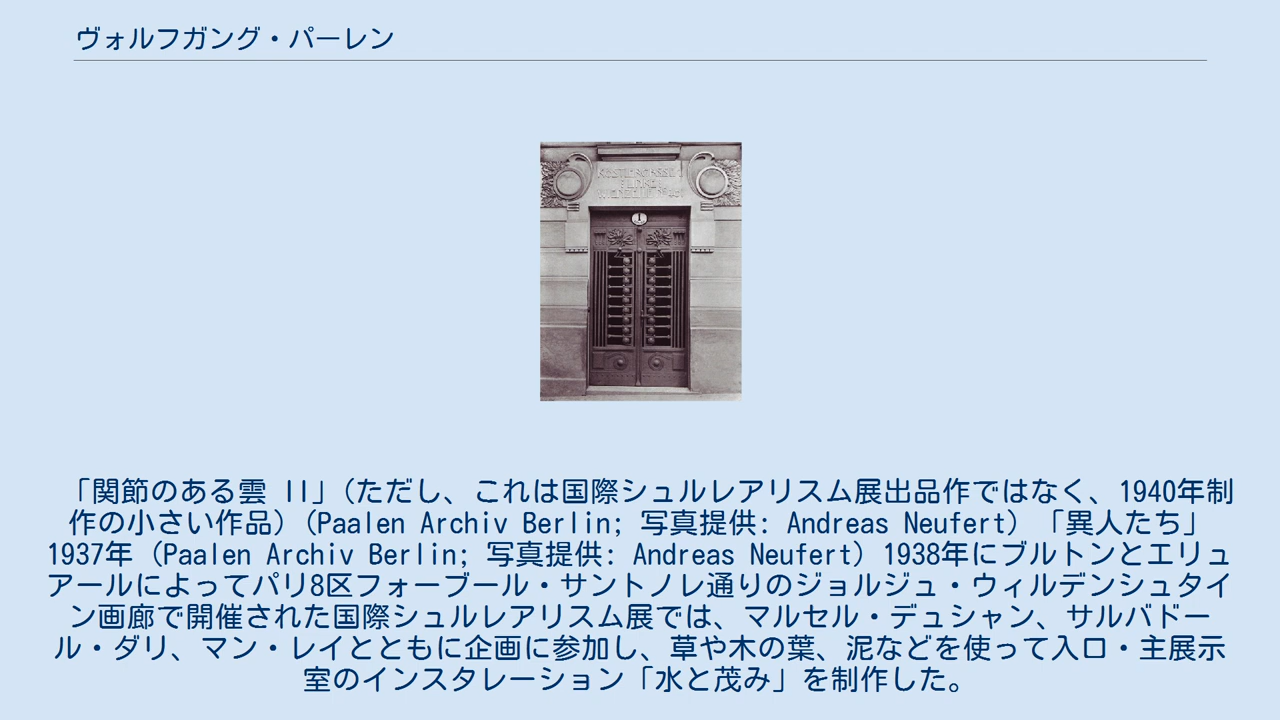 ヴォルフガング・パーレン
「関節のある雲 II」（ただし、これは国際シュルレアリスム展出品作ではなく、1940年制
作の小さい作品）（Paalen Archiv Berlin; 写真提供: Andreas Neufert）「異人たち」
1937年（Paalen Archiv Berlin; 写真提供: Andreas Neufert）1938年にブルトンとエリュ
アールによってパリ8区フォーブール・サントノレ通りのジョルジュ・ウィルデンシュタイ
ン画廊で開催された国際シュルレアリスム展では、マルセル・デュシャン、サルバドー
ル・ダリ、マン・レイとともに企画に参加し、草や木の葉、泥などを使って入口・主展示
室のインスタレーション「水と茂み」を制作した。